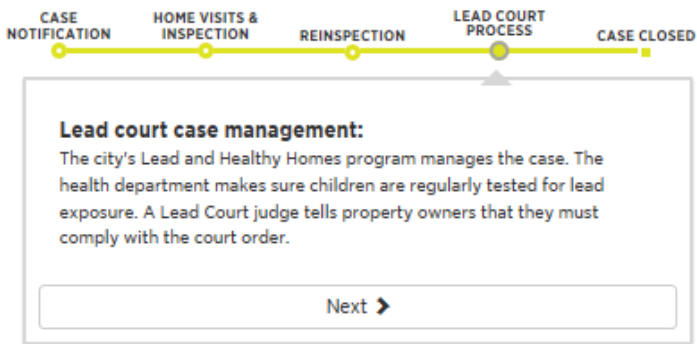 CASE
NOTIFICATION
HOME VISITS &
INSPECTION
REINSPECTION
LEAD COURT
PROCESS
CASE CLOSED
Lead court case management:
The city's Lead and Healthy Homes program manages the case. The
health department makes sure children are regularly tested for lead
exposure. A Lead Court judge tells property owners that they must
comply with the court order.
Next